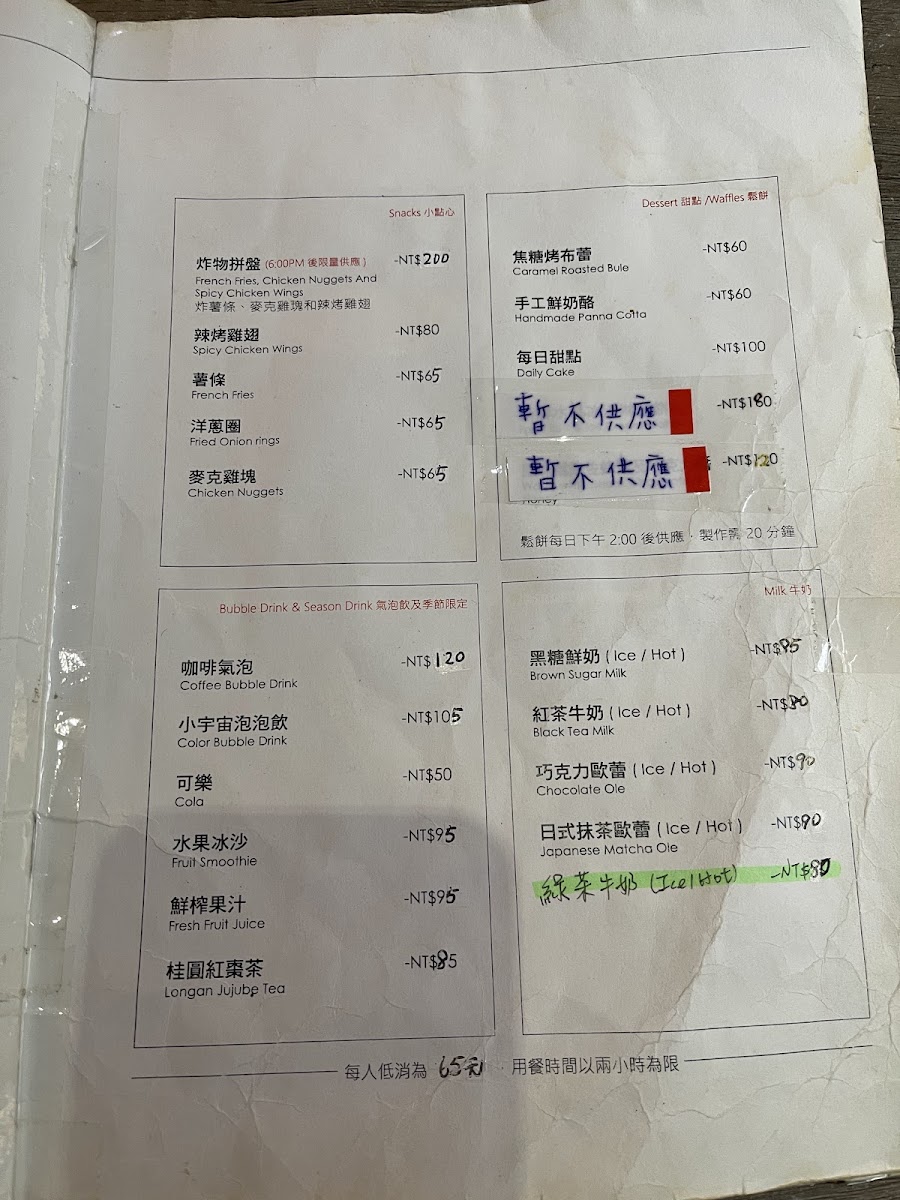 Snacks 小點心
炸物拼盤 (6:00PM 後限量供應) -NT$200
French Fries, Chicken Nuggets And
Spicy Chicken Wings
炸薯條、麥克雞塊和辣烤雞翅
辣烤雞翅 -NT$80
Spicy Chicken Wings
薯條 -NT$65
French Fries
洋蔥圈 -NT$65
Fried Onion rings
麥克雞塊 -NT$65
Chicken Nuggets
Dessert 甜點 /Waffles 鬆餅
焦糖烤布蕾 -NT$60
Caramel Roasted Bule
手工鮮奶酪 -NT$60
Handmade Panna Cotta
每日甜點 -NT$100
Daily Cake
暫不供應 -NT$180
暫不供應 -NT$120
Honey
鬆餅每日下午 2:00 後供應，製作需 20 分鐘
Bubble Drink & Season Drink 氣泡飲及季節限定
咖啡氣泡 -NT$120
Coffee Bubble Drink
小宇宙泡泡飲 -NT$105
Color Bubble Drink
可樂 -NT$50
Cola
水果冰沙 -NT$95
Fruit Smoothie
鮮榨果汁 -NT$95
Fresh Fruit Juice
桂圓紅棗茶 -NT$85
Longan Jujube Tea
Milk 牛奶
黑糖鮮奶 ( Ice / Hot ) -NT$85
Brown Sugar Milk
紅茶牛奶 ( Ice / Hot ) -NT$80
Black Tea Milk
巧克力歐蕾 ( Ice / Hot ) -NT$90
Chocolate Ole
日式抹茶歐蕾 ( Ice / Hot ) -NT$90
Japanese Matcha Ole
綠茶牛奶 (Ice/Hot) -NT$80
每人低消為 65元 · 用餐時間以兩小時為限